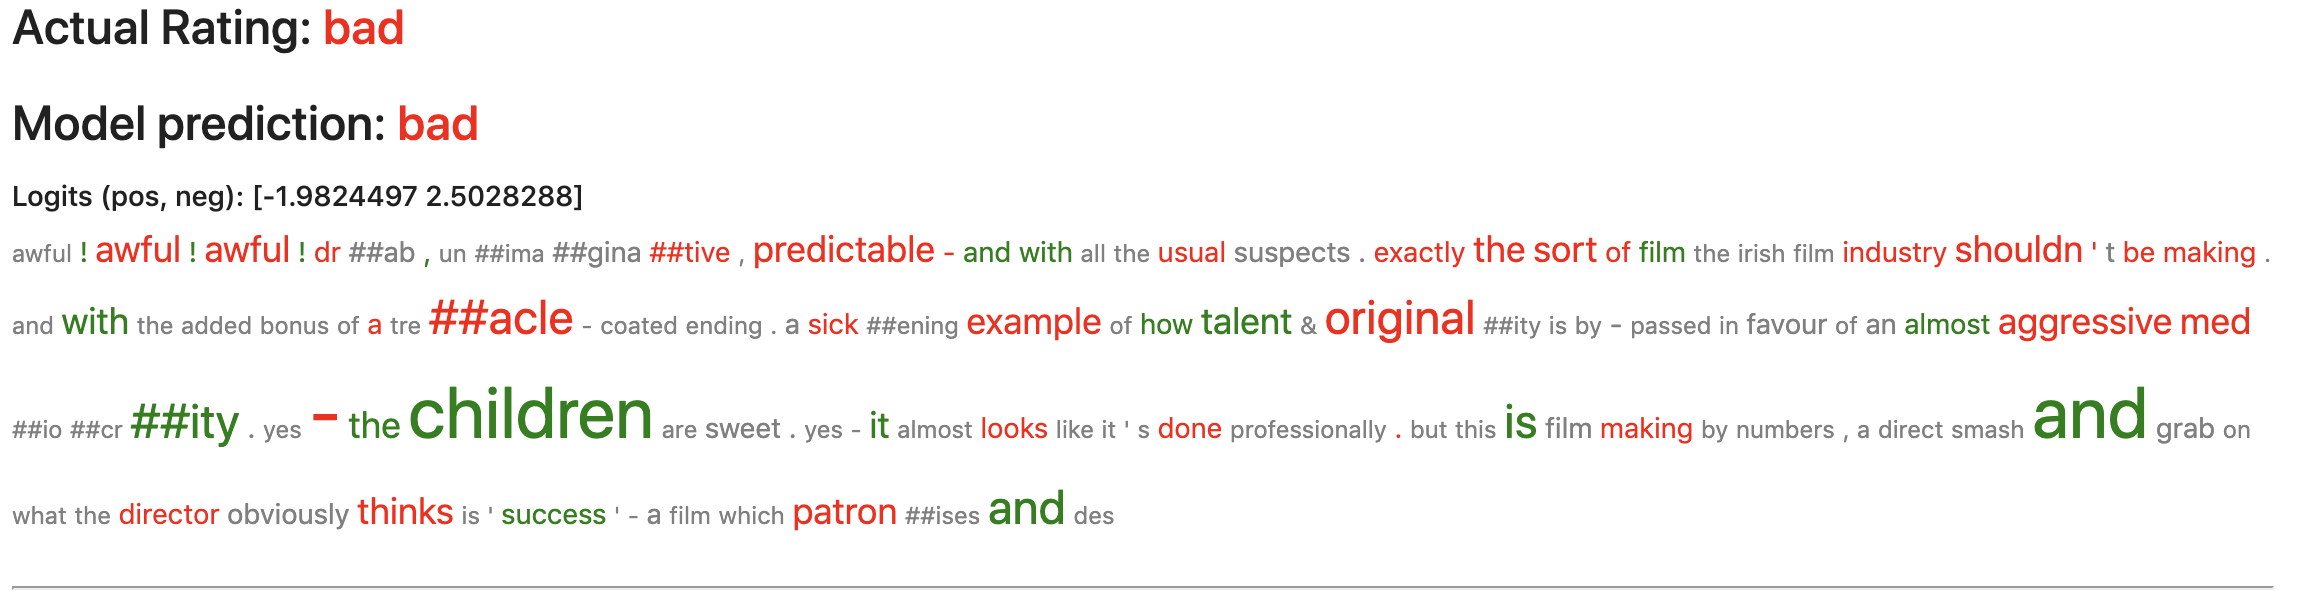 Actual Rating: bad
Model prediction: bad
Logits (pos, neg): [-1.9824497 2.5028288]
awful ! awful ! awful ! dr ##ab , un ##ima ##gina ##tive , predictable - and with all the usual suspects . exactly the sort of film the irish film industry shouldn ' t be making .
and with the added bonus of a tre ##acle - coated ending . a sick ##ening example of how talent & original ##ity is by - passed in favour of an almost aggressive med
##io ##cr ##ity . yes - the children are sweet . yes - it almost looks like it ' s done professionally . but this is film making by numbers , a direct smash and grab on
what the director obviously thinks is ' success ' - a film which patron ##ises and des